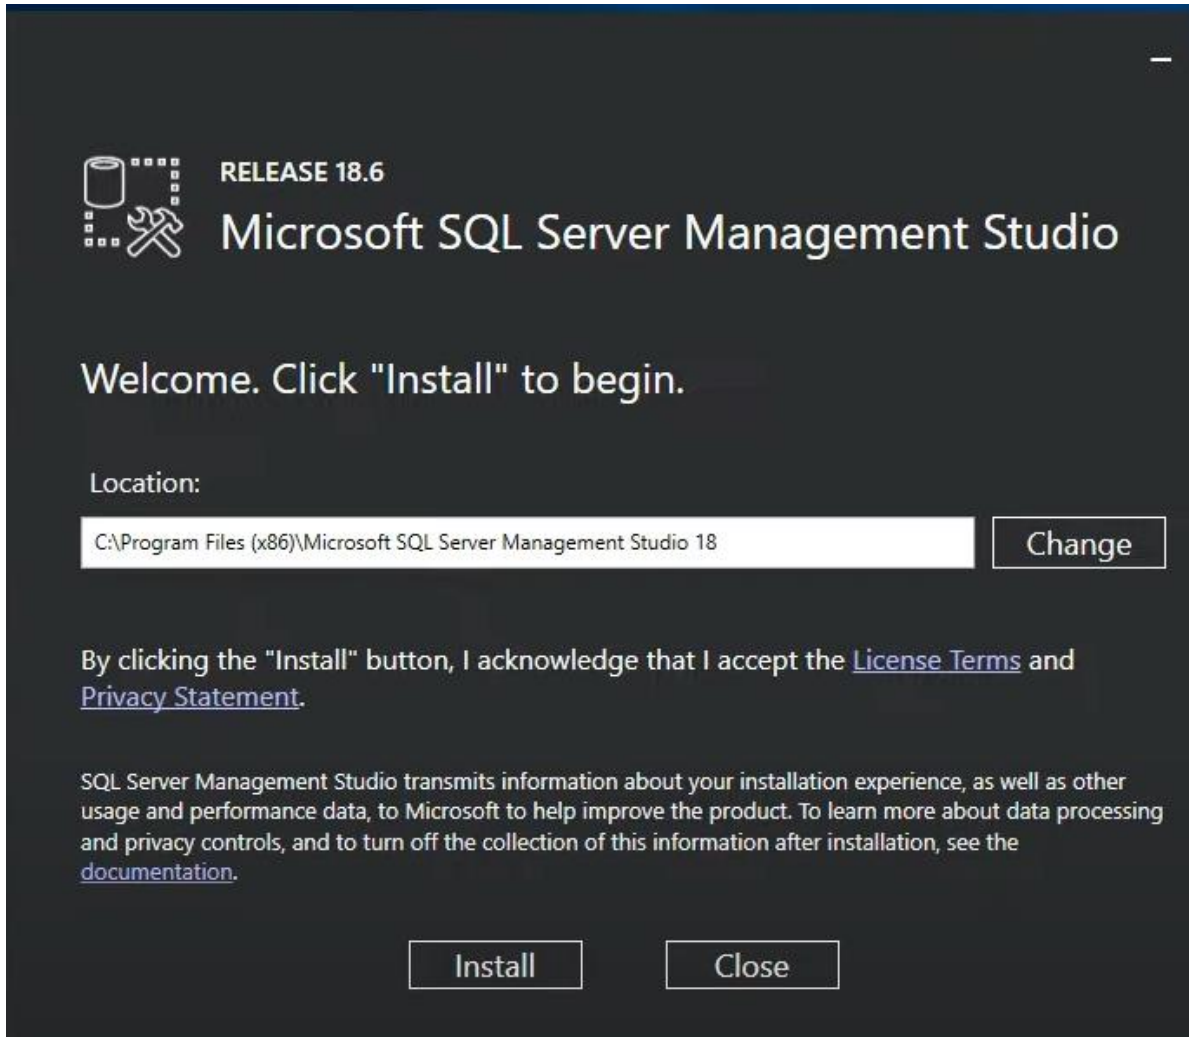 RELEASE 18.6
Microsoft SQL Server Management Studio
Welcome. Click "Install" to begin.
Location:
C:\Program Files (x86)\Microsoft SQL Server Management Studio 18
Change
By clicking the "Install" button, I acknowledge that I accept the License Terms and
Privacy Statement.
SQL Server Management Studio transmits information about your installation experience, as well as other
usage and performance data, to Microsoft to help improve the product. To learn more about data processing
and privacy controls, and to turn off the collection of this information after installation, see the
documentation.
Install
Close